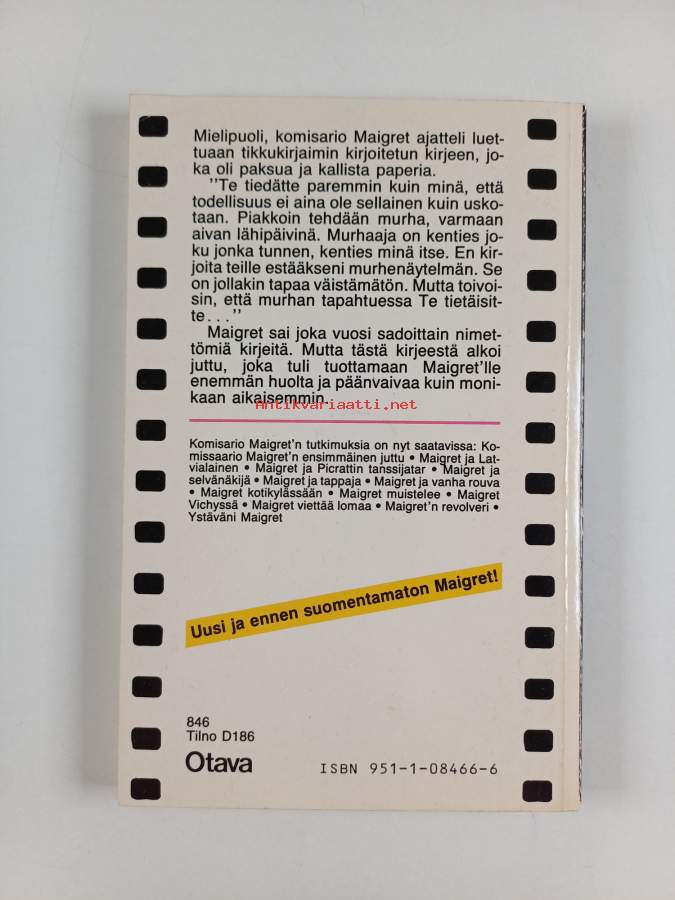 Mielipuoli, komisario Maigret ajatteli luet-
tuaan tikkukirjaimin kirjoitetun kirjeen, jo-
ka oli paksua ja kallista paperia.
''Te tiedätte paremmin kuin minä, että
todellisuus ei aina ole sellainen kuin usko-
taan. Piakkoin tehdään murha, varmaan
aivan lähipäivinä. Murhaaja on kenties jo-
ku jonka tunnen, kenties minä itse. En kir-
joita teille estääkseni murhenäytelmän. Se
on jollakin tapaa väistämätön. Mutta toivoi-
sin, että murhan tapahtuessa Te tietäisit-
te...''
Maigret sai joka vuosi sadoittain nimet-
tömiä kirjeitä. Mutta tästä kirjeestä alkoi
juttu, joka tuli tuottamaan Maigret'lle
enemmän huolta ja päänvaivaa kuin moni-
kaan aikaisemmin.
Antikvariaatti.net
Komisario Maigret'n tutkimuksia on nyt saatavissa: Ko-
missaario Maigret'n ensimmäinen juttu • Maigret ja Lat-
vialainen • Maigret ja Picrattin tanssijatar • Maigret ja
selvänäkijä • Maigret ja tappaja • Maigret ja vanha rouva
• Maigret kotikylässään • Maigret muistelee • Maigret
Vichyssä • Maigret viettää lomaa • Maigret'n revolveri •
Ystäväni Maigret
Uusi ja ennen suomentamaton Maigret!
846
Tilno D186
Otava
ISBN 951-1-08466-6